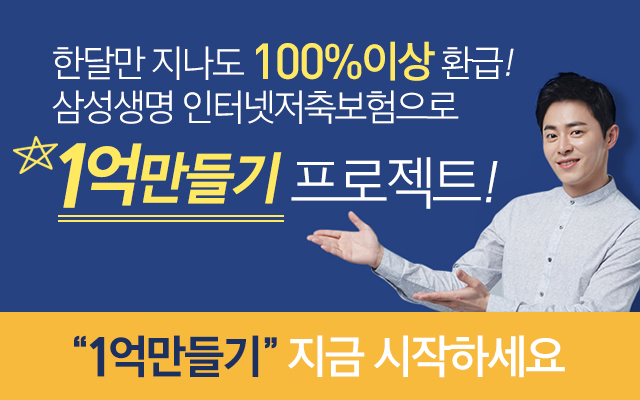 한달만 지나도 100%이상 환급!
삼성생명 인터넷저축보험으로
1억만들기 프로젝트!
“1억만들기” 지금 시작하세요